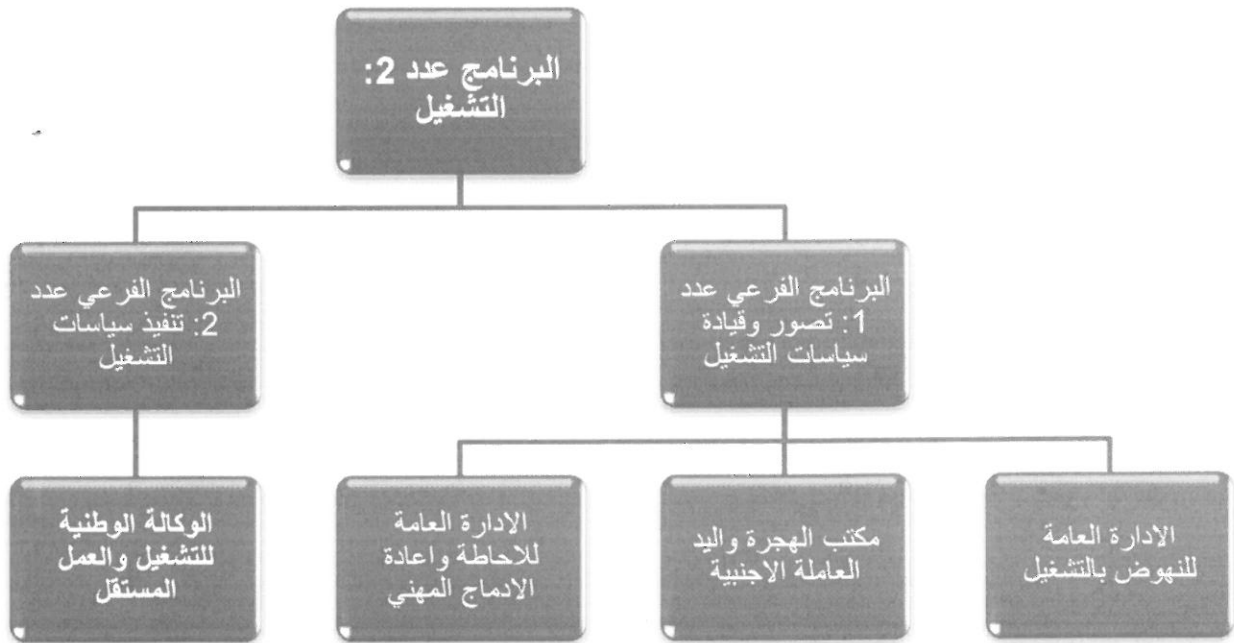 البرنامج عدد 2:
التشغيل
البرنامج الفرعي عدد
1: تصور وقيادة
سياسات التشغيل
البرنامج الفرعي عدد
2: تنفيذ سياسات
التشغيل
الادارة العامة
للنهوض بالتشغيل
مكتب الهجرة واليد
العاملة الاجنبية
الادارة العامة
للاحاطة واعادة
الادماج المهني
الوكالة الوطنية
للتشغيل والعمل
المستقل